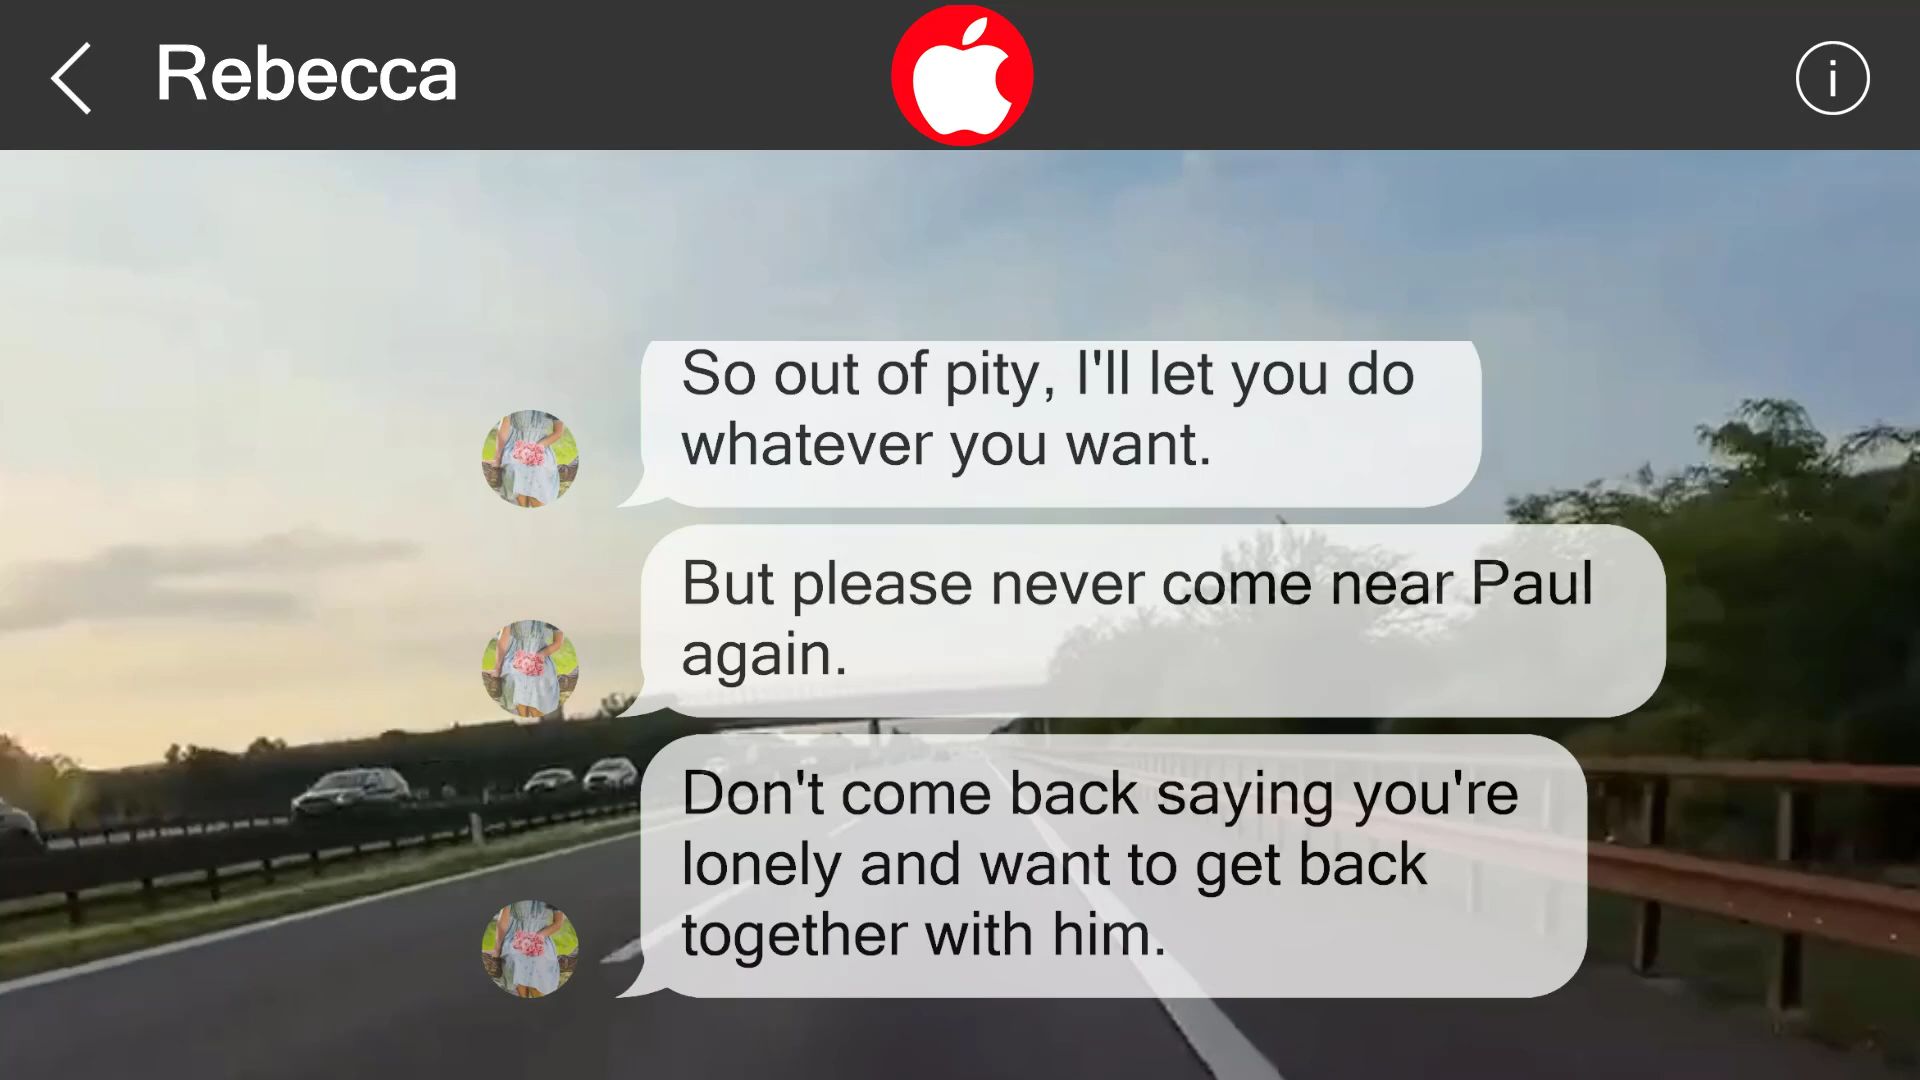 Rebecca
i
So out of pity, I'll let you do
whatever you want.
But please never come near Paul
again.
Don't come back saying you're
lonely and want to get back
together with him.